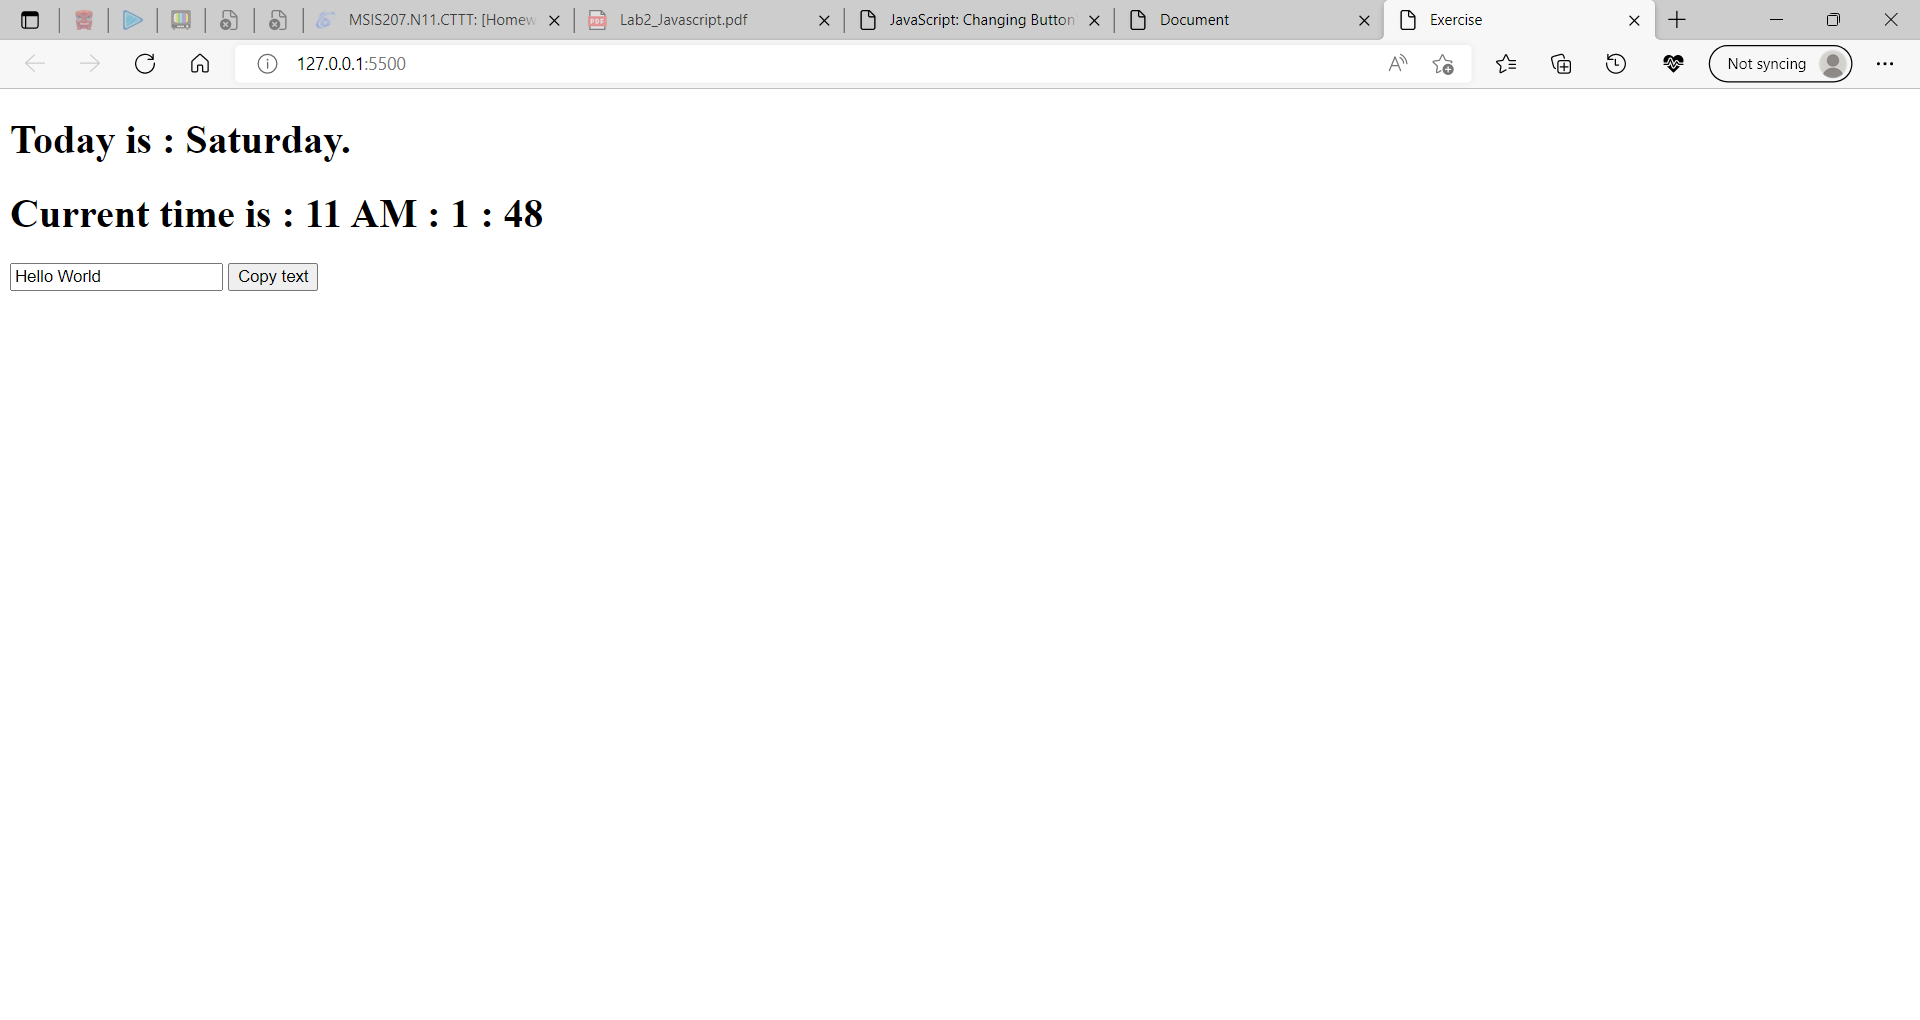 MSIS207.N11.CTTT: [Homew
Lab2_Javascript.pdf
JavaScript: Changing Button
Document
Exercise
127.0.0.1:5500
Not syncing
Today is : Saturday.
Current time is : 11 AM : 1 : 48
Hello World
Copy text